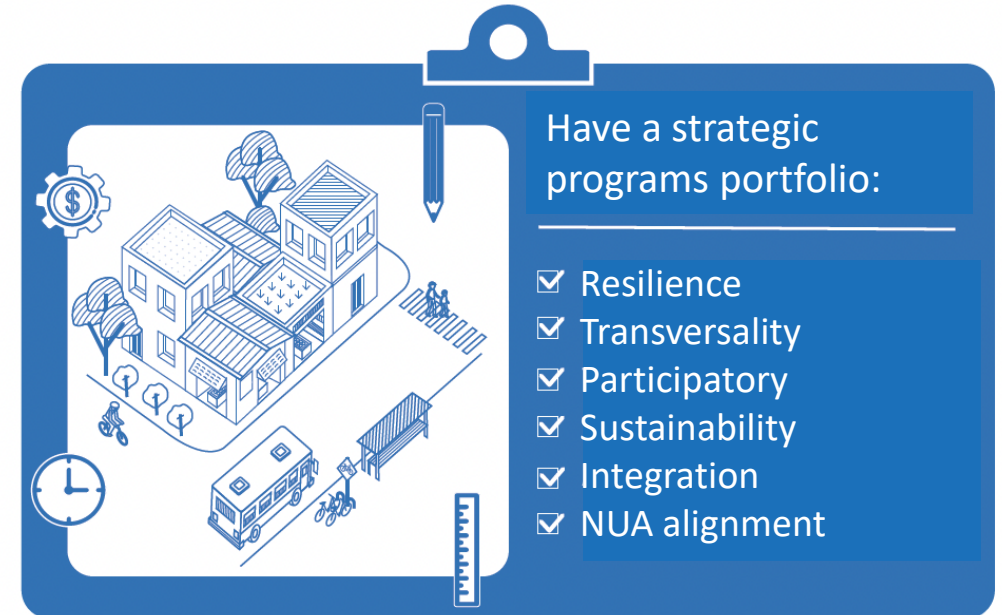 Have a strategic
programs portfolio:
Resilience
Transversality
Participatory
Sustainability
Integration
NUA alignment
$